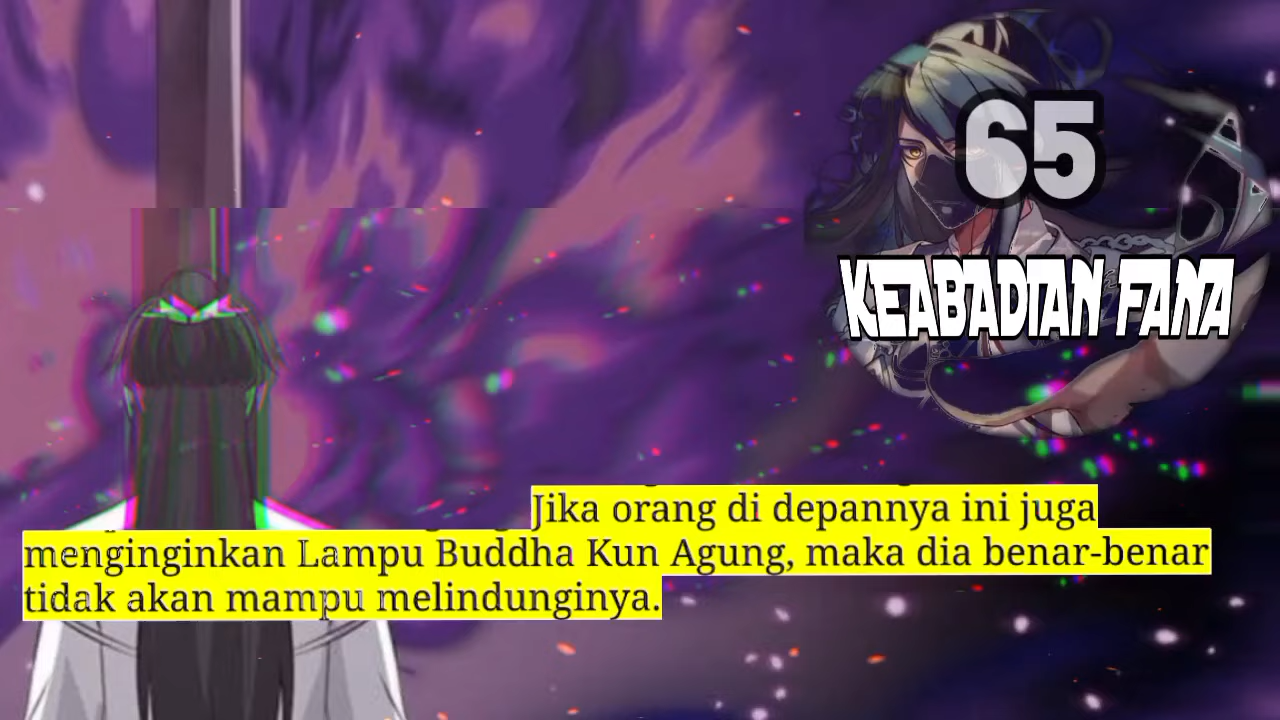 65
KEABADIAN FANA
Jika orang di depannya ini juga
menginginkan Lampu Buddha Kun Agung, maka dia benar-benar
tidak akan mampu melindunginya.